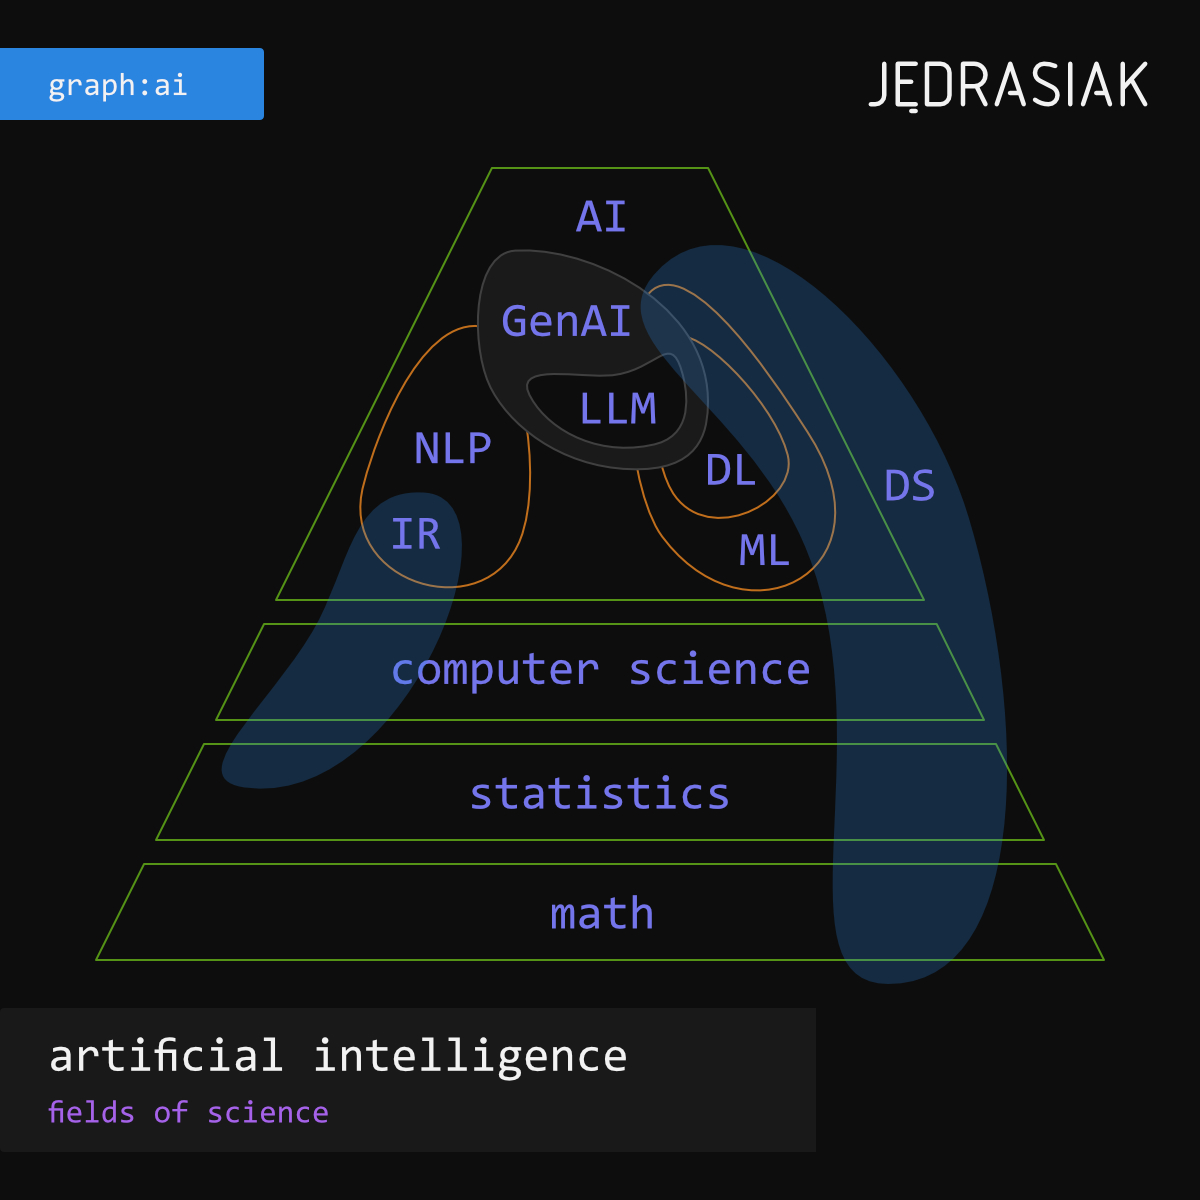 graph:ai
JĘDRASIAK
AI
GenAI
LLM
NLP
DL
DS
IR
ML
computer science
statistics
math
artificial intelligence
fields of science